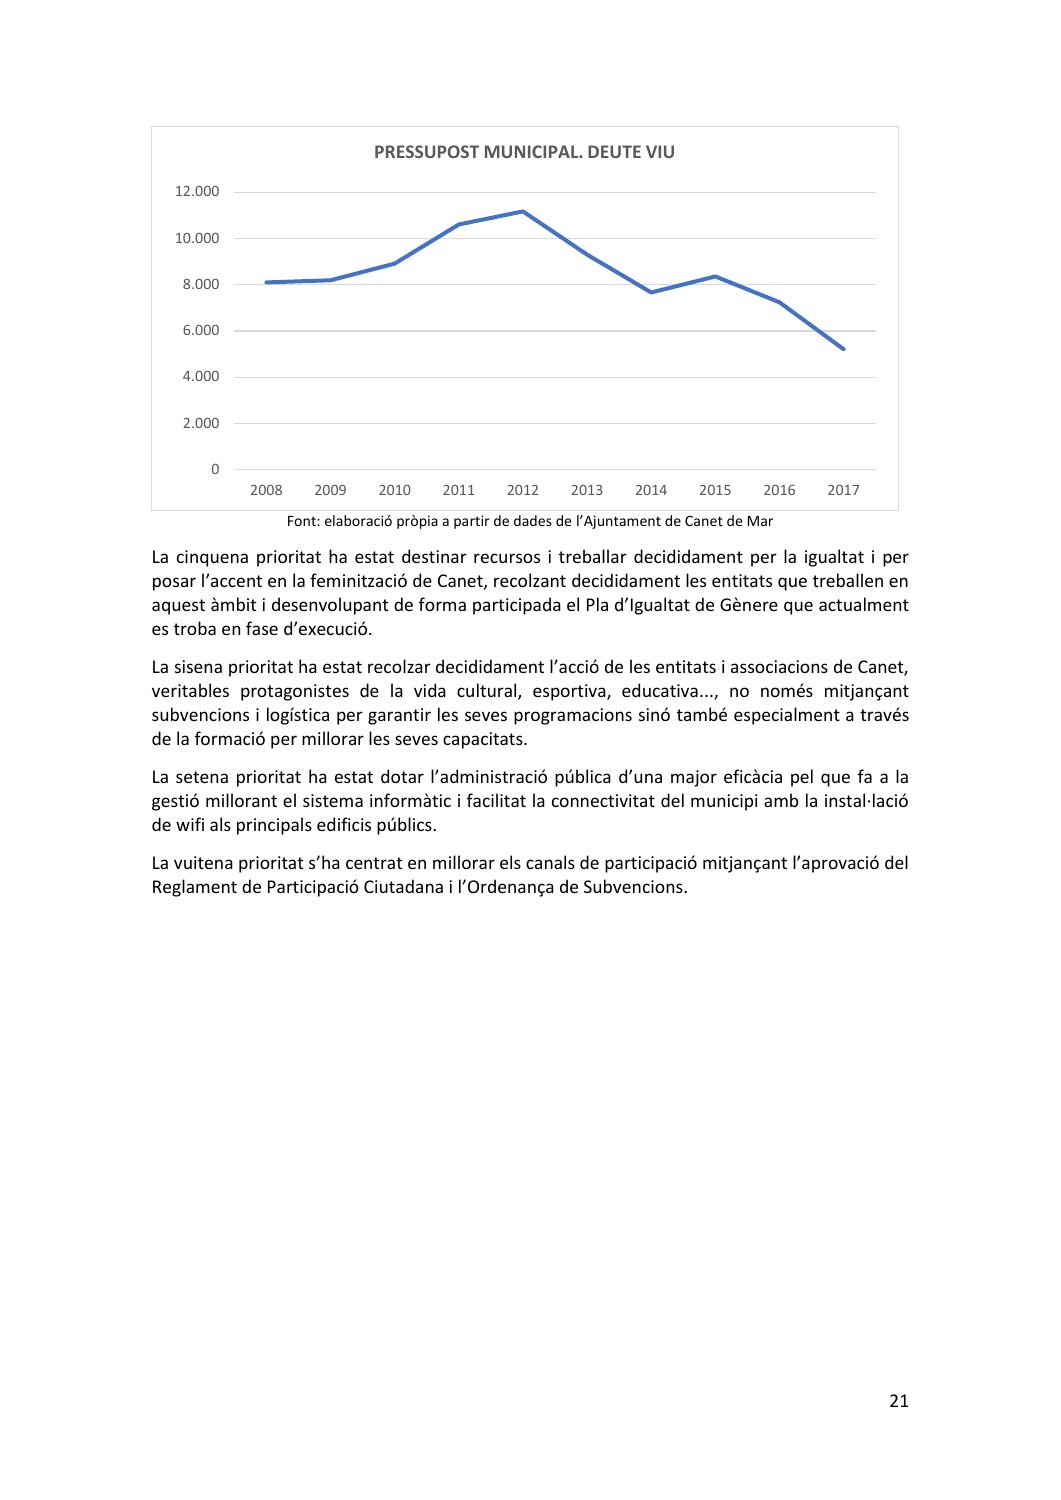 PRESSUPOST MUNICIPAL. DEUTE VIU
12.000
10.000
8.000
6.000
4.000
2.000
0
2008 2009 2010 2011 2012 2013 2014 2015 2016 2017
Font: elaboració pròpia a partir de dades de l’Ajuntament de Canet de Mar
La cinquena prioritat ha estat destinar recursos i treballar decididament per la igualtat i per
posar l’accent en la feminització de Canet, recolzant decididament les entitats que treballen en
aquest àmbit i desenvolupant de forma participada el Pla d’Igualtat de Gènere que actualment
es troba en fase d’execució.
La sisena prioritat ha estat recolzar decididament l’acció de les entitats i associacions de Canet,
veritables protagonistes de la vida cultural, esportiva, educativa..., no només mitjançant
subvencions i logística per garantir les seves programacions sinó també especialment a través
de la formació per millorar les seves capacitats.
La setena prioritat ha estat dotar l’administració pública d’una major eficàcia pel que fa a la
gestió millorant el sistema informàtic i facilitat la connectivitat del municipi amb la instal·lació
de wifi als principals edificis públics.
La vuitena prioritat s’ha centrat en millorar els canals de participació mitjançant l’aprovació del
Reglament de Participació Ciutadana i l’Ordenança de Subvencions.
21